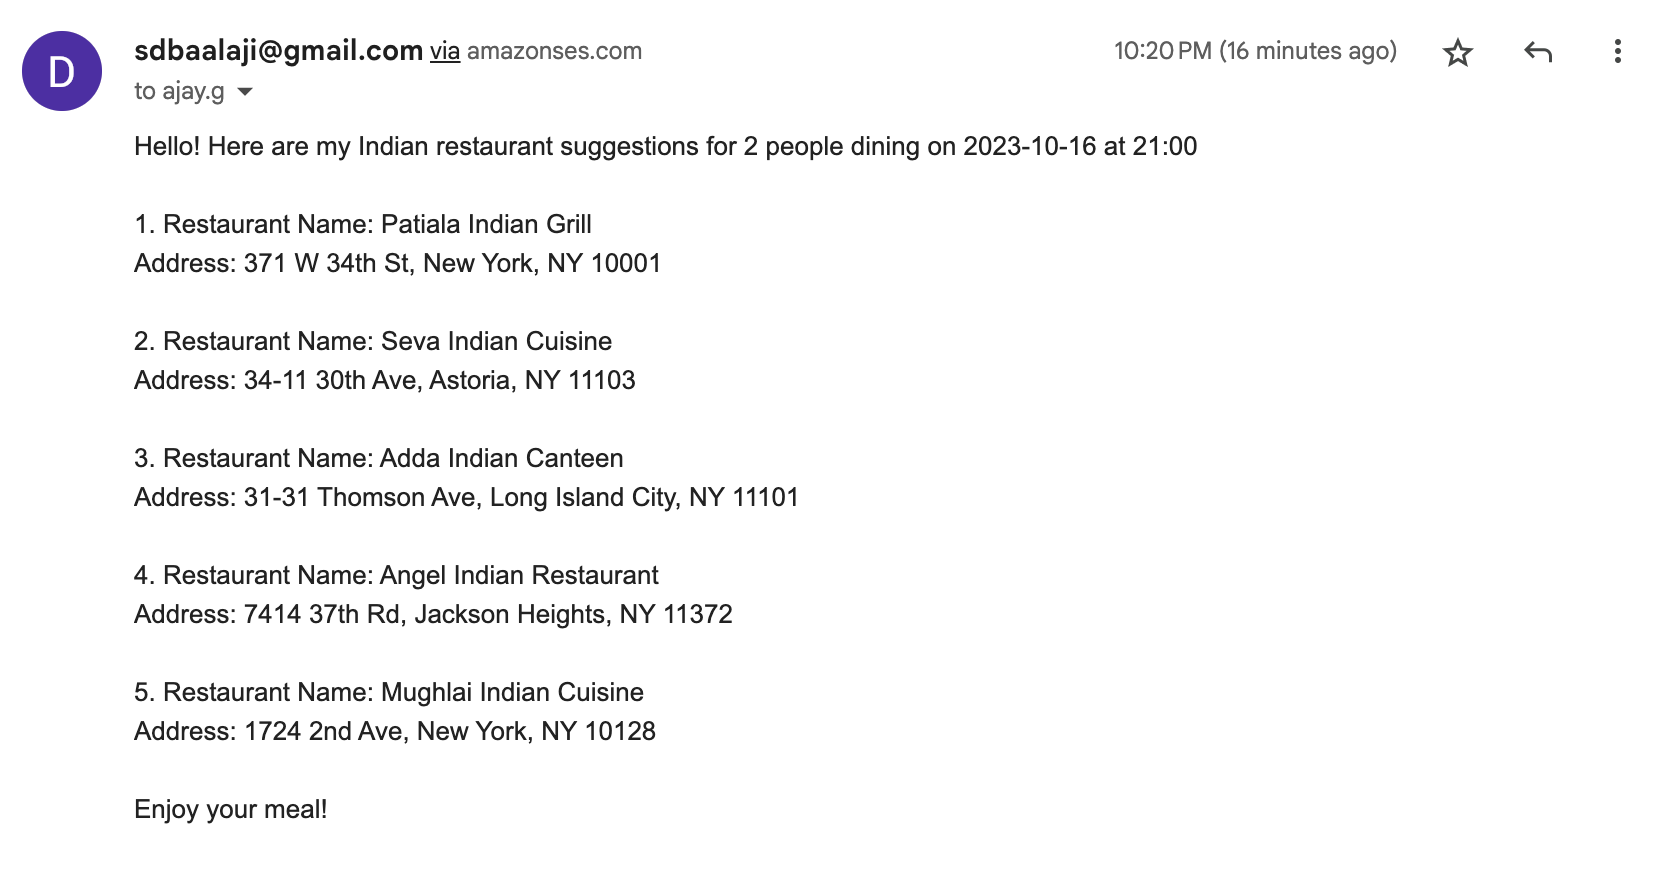 D
sdbaalaji@gmail.com via amazonses.com
10:20 PM (16 minutes ago)
to ajay.g
Hello! Here are my Indian restaurant suggestions for 2 people dining on 2023-10-16 at 21:00
1. Restaurant Name: Patiala Indian Grill
Address: 371 W 34th St, New York, NY 10001
2. Restaurant Name: Seva Indian Cuisine
Address: 34-11 30th Ave, Astoria, NY 11103
3. Restaurant Name: Adda Indian Canteen
Address: 31-31 Thomson Ave, Long Island City, NY 11101
4. Restaurant Name: Angel Indian Restaurant
Address: 7414 37th Rd, Jackson Heights, NY 11372
5. Restaurant Name: Mughlai Indian Cuisine
Address: 1724 2nd Ave, New York, NY 10128
Enjoy your meal!